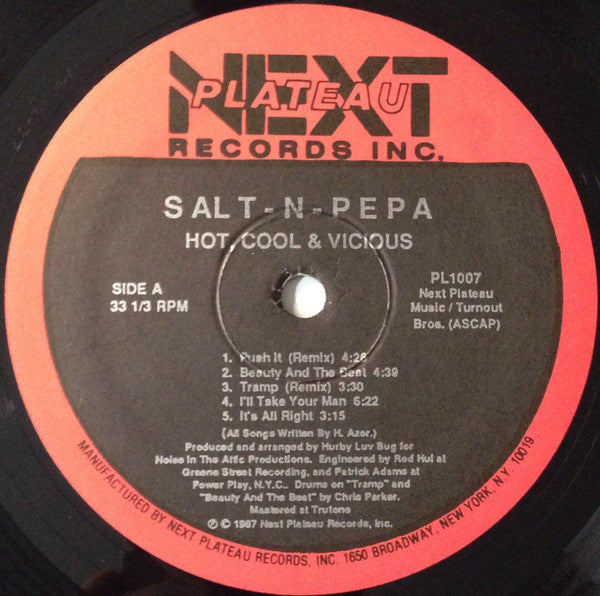 NEXT
PLATEAU
RECORDS INC.
SALT-N-PEPA
HOT, COOL & VICIOUS
SIDE A
33 1/3 RPM
PL1007
Next Plateau
Music / Turnout
Bros. (ASCAP)
1. Push It (Remix) 4:26
2. Beauty And The Beat 4:39
3. Tramp (Remix) 3:30
4. I'll Take Your Man 6:22
5. It's All Right 3:15
(All Songs Written By H. Azor.)
Produced and arranged by Hurby Luv Bug for
Noise In The Attic Productions. Engineered by Rod Hui at
Greene Street Recording, and Patrick Adams at
Power Play, N.Y.C.. Drums on "Tramp" and
"Beauty And The Beat" by Chris Parker.
Mastered at Trutone
℗ © 1987 Next Plateau Records, Inc.
MANUFACTURED BY NEXT PLATEAU RECORDS, INC. 1650 BROADWAY, NEW YORK, N.Y. 10019